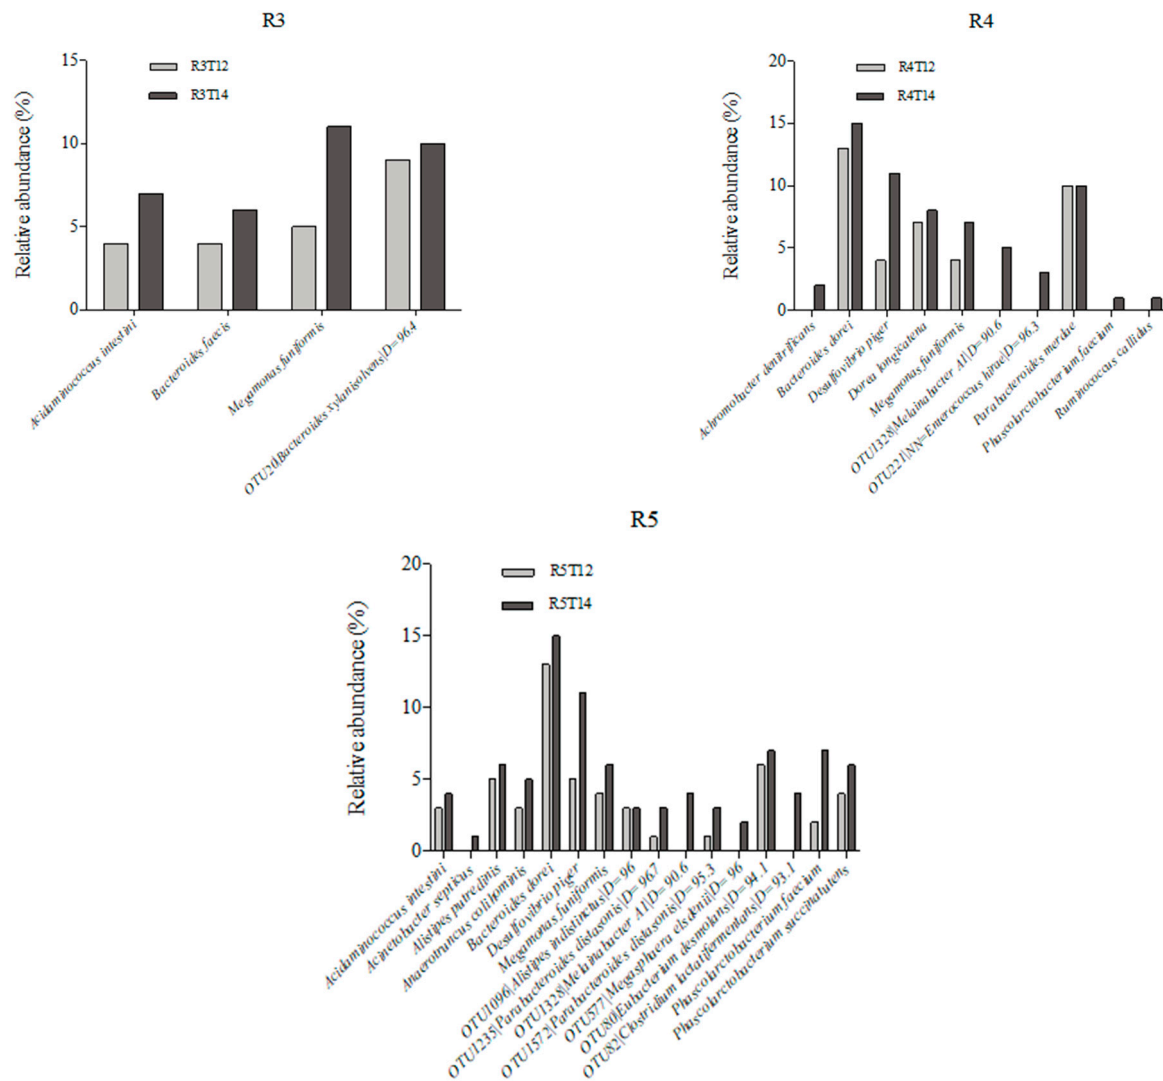 R3
R3T12
R3T14
Relative abundance (%)
15
10
5
0
Acidaminococcus intestini
Bacteroides faecis
Megamonas funiformis
OTU20|Bacteroides xylanisolvens|D=96.4
R4
R4T12
R4T14
Relative abundance (%)
20
15
10
5
0
Achromobacter denitrificans
Bacteroides dorei
Desulfovibrio piger
Dorea longicatena
Megamonas funiformis
OTU1328|Melainabacter A1|D=90.6
OTU221|NN=Enterococcus hirae|D=96.3
Parabacteroides merdae
Phascolarctobacterium faecium
Ruminococcus callidus
R5
R5T12
R5T14
Relative abundance (%)
20
15
10
5
0
Acidaminococcus intestini
Acinetobacter septicus
Alistipes putredinis
Anaerotruncus colihominis
Bacteroides dorei
Desulfovibrio piger
Megamonas funiformis
OTU1096|Alistipes indistinctus|D=96
OTU1235|Parabacteroides distasonis|D=96.7
OTU1328|Melainabacter A1|D=90.6
OTU1572|Parabacteroides distasonis|D=95.3
OTU577|Megasphaera elsdenii|D=96
OTU80|Eubacterium desmolans|D=94.1
OTU82|Clostridium lactatifermentans|D=93.1
Phascolarctobacterium faecium
Phascolarctobacterium succinatutens